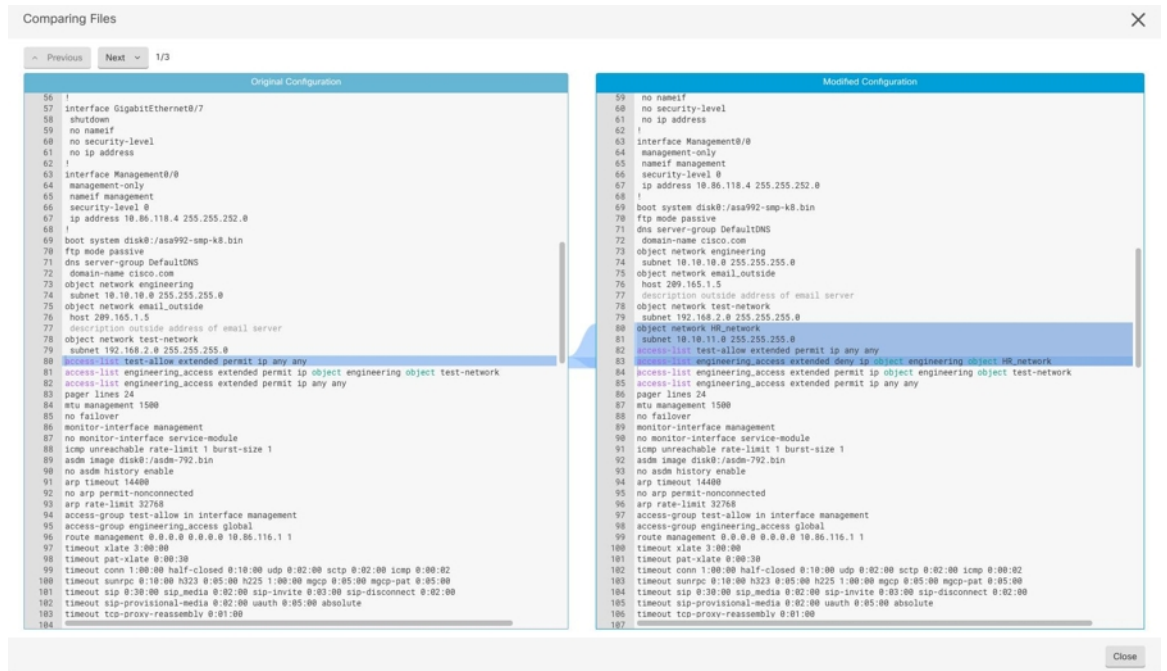 Comparing Files
Previous Next 1/3
Original Configuration
56 !
57 interface GigabitEthernet0/7
58 shutdown
59 no nameif
60 no security-level
61 no ip address
62 !
63 interface Management0/0
64 management-only
65 nameif management
66 security-level 0
67 ip address 10.86.118.4 255.255.252.0
68 !
69 boot system disk0:/asa992-smp-k8.bin
70 ftp mode passive
71 dns server-group DefaultDNS
72 domain-name cisco.com
73 object network engineering
74 subnet 10.10.10.0 255.255.255.0
75 object network email_outside
76 host 209.165.1.5
77 description outside address of email server
78 object network test-network
79 subnet 192.168.2.0 255.255.255.0
80 access-list test-allow extended permit ip any any
81 access-list engineering_access extended permit ip object engineering object test-network
82 access-list engineering_access extended permit ip any any
83 pager lines 24
84 mtu management 1500
85 no failover
86 monitor-interface management
87 no monitor-interface service-module
88 icmp unreachable rate-limit 1 burst-size 1
89 asdm image disk0:/asdm-792.bin
90 no asdm history enable
91 arp timeout 14400
92 no arp permit-nonconnected
93 arp rate-limit 32768
94 access-group test-allow in interface management
95 access-group engineering_access global
96 route management 0.0.0.0 0.0.0.0 10.86.116.1 1
97 timeout xlate 3:00:00
98 timeout pat-xlate 0:00:30
99 timeout conn 1:00:00 half-closed 0:10:00 udp 0:02:00 sctp 0:02:00 icmp 0:00:02
100 timeout sunrpc 0:10:00 h323 0:05:00 h225 1:00:00 mgcp 0:05:00 mgcp-pat 0:05:00
101 timeout sip 0:30:00 sip_media 0:02:00 sip-invite 0:03:00 sip-disconnect 0:02:00
102 timeout sip-provisional-media 0:02:00 uauth 0:05:00 absolute
103 timeout tcp-proxy-reassembly 0:01:00
104
Modified Configuration
59 no nameif
60 no security-level
61 no ip address
62 !
63 interface Management0/0
64 management-only
65 nameif management
66 security-level 0
67 ip address 10.86.118.4 255.255.252.0
68 !
69 boot system disk0:/asa992-smp-k8.bin
70 ftp mode passive
71 dns server-group DefaultDNS
72 domain-name cisco.com
73 object network engineering
74 subnet 10.10.10.0 255.255.255.0
75 object network email_outside
76 host 209.165.1.5
77 description outside address of email server
78 object network test-network
79 subnet 192.168.2.0 255.255.255.0
80 object network HR_network
81 subnet 10.10.11.0 255.255.255.0
82 access-list test-allow extended permit ip any any
83 access-list engineering_access extended deny ip object engineering object HR_network
84 access-list engineering_access extended permit ip object engineering object test-network
85 access-list engineering_access extended permit ip any any
86 pager lines 24
87 mtu management 1500
88 no failover
89 monitor-interface management
90 no monitor-interface service-module
91 icmp unreachable rate-limit 1 burst-size 1
92 asdm image disk0:/asdm-792.bin
93 no asdm history enable
94 arp timeout 14400
95 no arp permit-nonconnected
96 arp rate-limit 32768
97 access-group test-allow in interface management
98 access-group engineering_access global
99 route management 0.0.0.0 0.0.0.0 10.86.116.1 1
100 timeout xlate 3:00:00
101 timeout pat-xlate 0:00:30
102 timeout conn 1:00:00 half-closed 0:10:00 udp 0:02:00 sctp 0:02:00 icmp 0:00:02
103 timeout sunrpc 0:10:00 h323 0:05:00 h225 1:00:00 mgcp 0:05:00 mgcp-pat 0:05:00
104 timeout sip 0:30:00 sip_media 0:02:00 sip-invite 0:03:00 sip-disconnect 0:02:00
105 timeout sip-provisional-media 0:02:00 uauth 0:05:00 absolute
106 timeout tcp-proxy-reassembly 0:01:00
107
Close